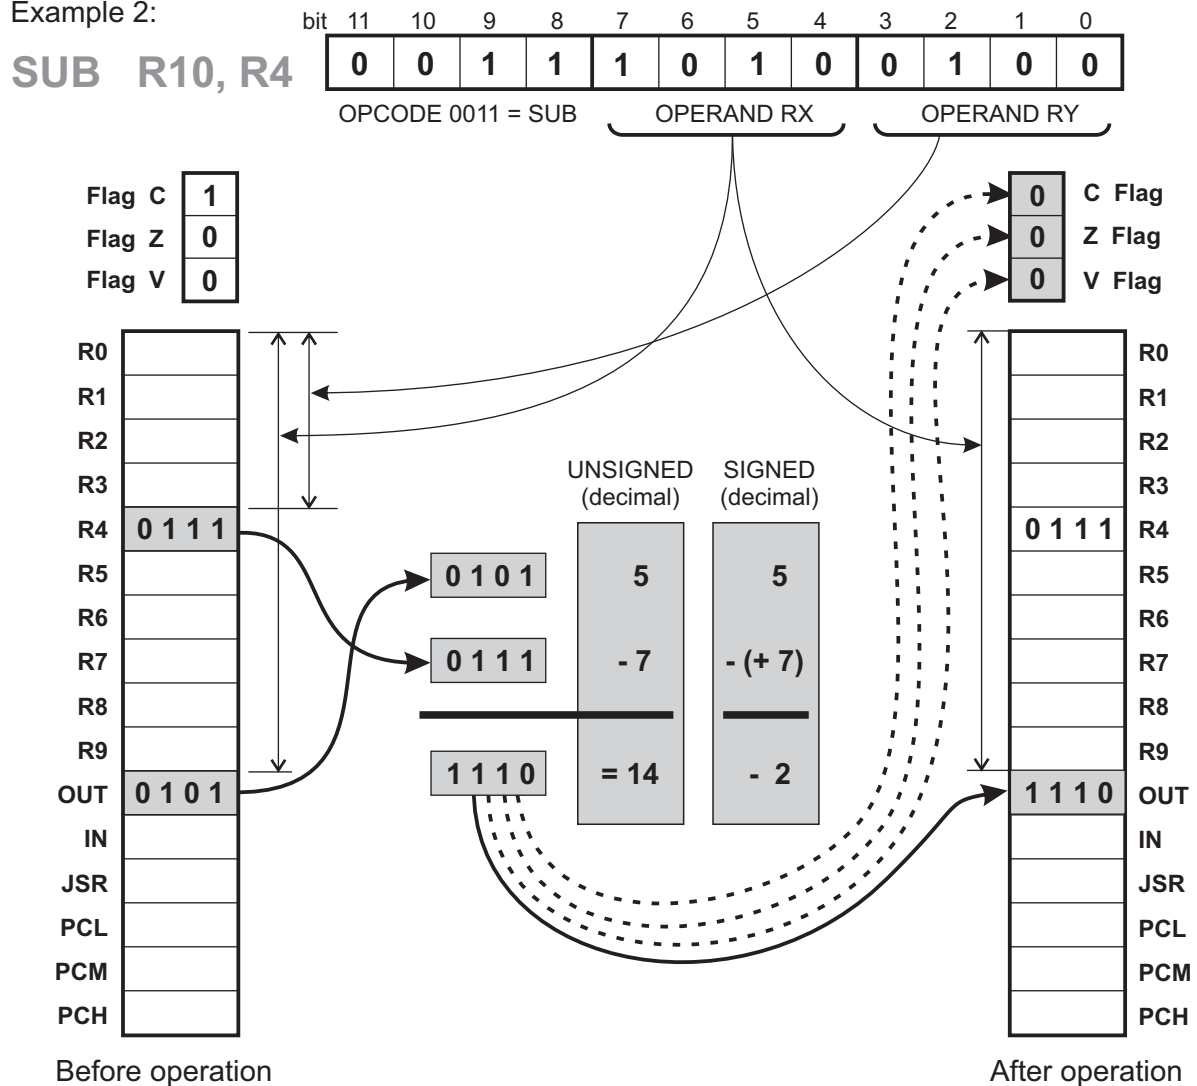 Example 2:
bit 11 10 9 8 7 6 5 4 3 2 1 0
SUB R10, R4
0 0 1 1 1 0 1 0 0 1 0 0
OPCODE 0011 = SUB OPERAND RX OPERAND RY
Flag C 1
Flag Z 0
Flag V 0
0 C Flag
0 Z Flag
0 V Flag
R0
R1
R2
R3
R4 0 1 1 1
R5
R6
R7
R8
R9
OUT 0 1 0 1
IN
JSR
PCL
PCM
PCH
Before operation
UNSIGNED
(decimal)
SIGNED
(decimal)
0 1 0 1 5 5
0 1 1 1 - 7 - (+ 7)
1 1 1 0 = 14 - 2
R0
R1
R2
R3
0 1 1 1 R4
R5
R6
R7
R8
R9
1 1 1 0 OUT
IN
JSR
PCL
PCM
PCH
After operation